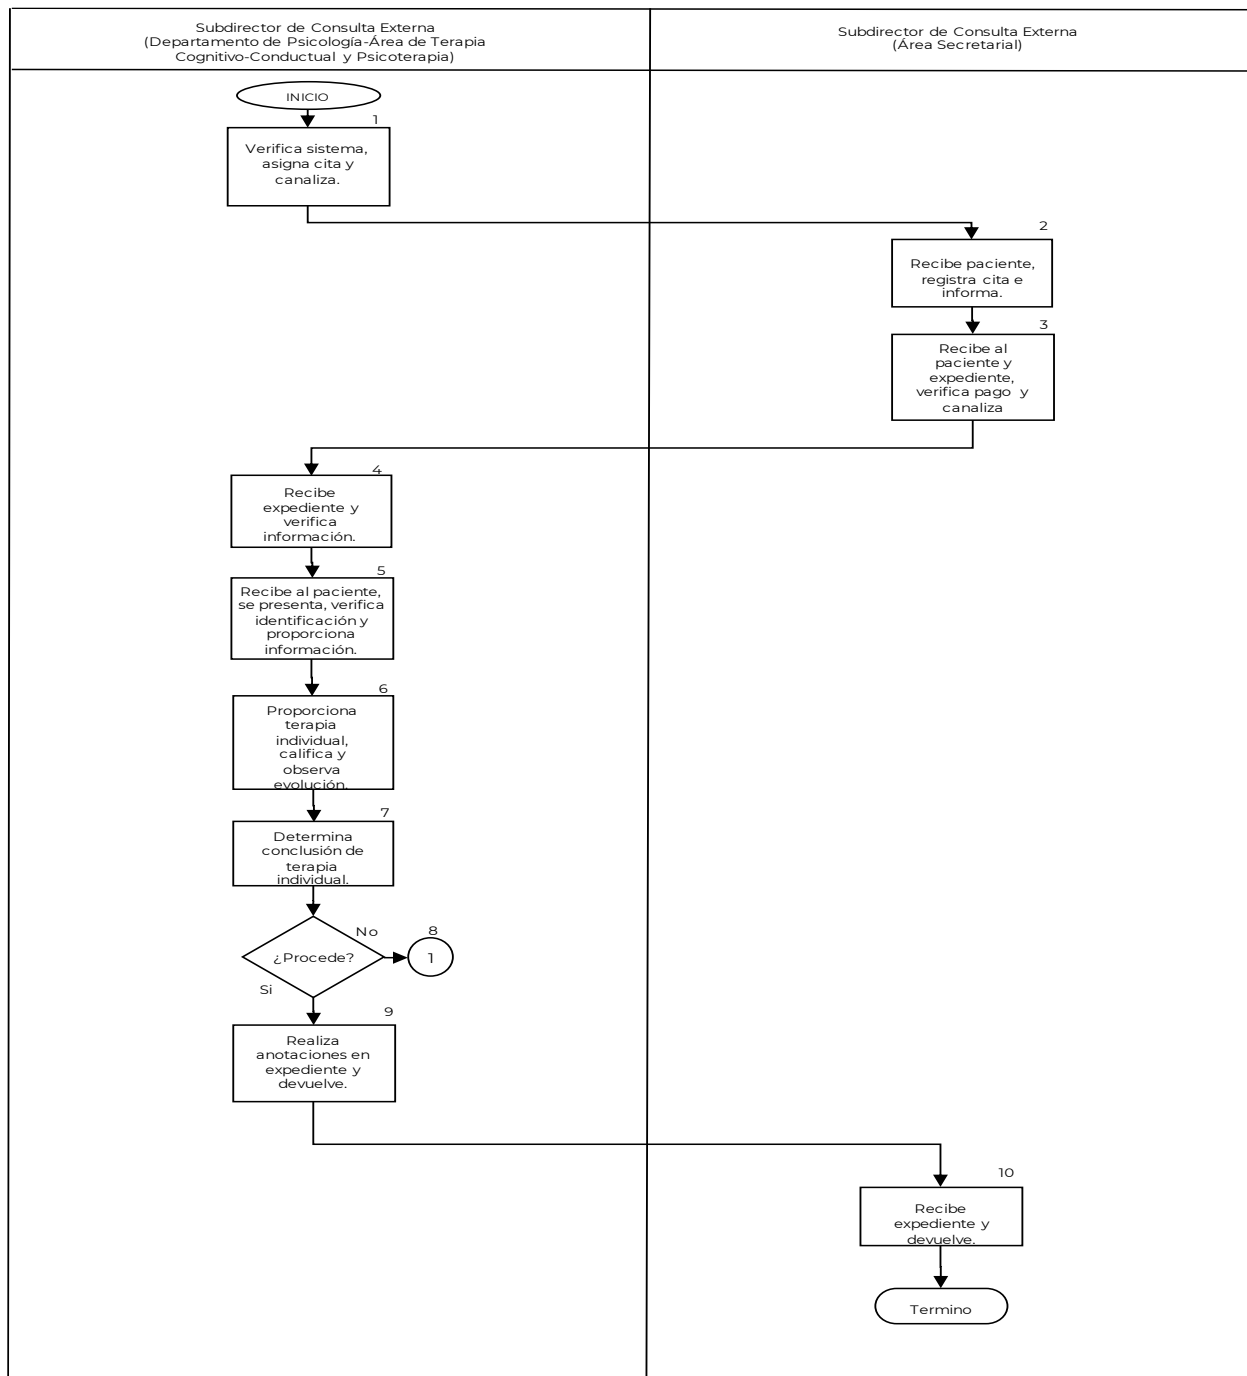 Subdirector de Consulta Externa
(Departamento de Psicología-Área de Terapia
Cognitivo-Conductual y Psicoterapia)
Subdirector de Consulta Externa
(Área Secretarial)
INICIO
1
Verifica sistema,
asigna cita y
canaliza.
2
Recibe paciente,
registra cita e
informa.
3
Recibe al
paciente y
expediente,
verifica pago y
canaliza
4
Recibe
expediente y
verifica
información.
5
Recibe al paciente,
se presenta, verifica
identificación y
proporciona
información.
6
Proporciona
terapia
individual,
califica y
observa
evolución.
7
Determina
conclusión de
terapia
individual.
¿Procede?
No
8
1
Si
9
Realiza
anotaciones en
expediente y
devuelve.
10
Recibe
expediente y
devuelve.
Termino